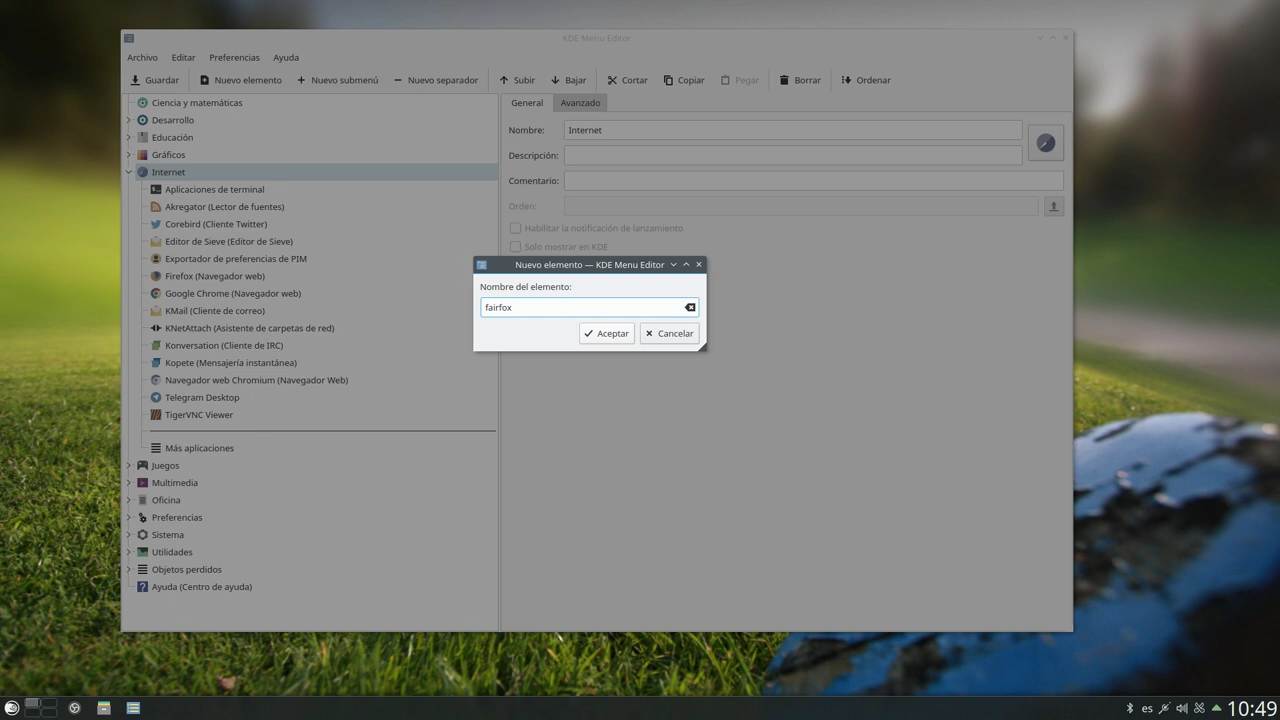 KDE Menu Editor
Archivo Editar Preferencias Ayuda
Guardar Nuevo elemento Nuevo submenú Nuevo separador Subir Bajar Cortar Copiar Pegar Borrar Ordenar
Ciencia y matemáticas
Desarrollo
Educación
Gráficos
Internet
Aplicaciones de terminal
Akregator (Lector de fuentes)
Corebird (Cliente Twitter)
Editor de Sieve (Editor de Sieve)
Exportador de preferencias de PIM
Firefox (Navegador web)
Google Chrome (Navegador web)
KMail (Cliente de correo)
KNetAttach (Asistente de carpetas de red)
Konversation (Cliente de IRC)
Kopete (Mensajería instantánea)
Navegador web Chromium (Navegador Web)
Telegram Desktop
TigerVNC Viewer
Más aplicaciones
Juegos
Multimedia
Oficina
Preferencias
Sistema
Utilidades
Objetos perdidos
Ayuda (Centro de ayuda)
General Avanzado
Nombre: Internet
Descripción:
Comentario:
Orden:
Habilitar la notificación de lanzamiento
Sólo mostrar en KDE
Nuevo elemento — KDE Menu Editor
Nombre del elemento:
fairfox
Aceptar Cancelar
es 10:49